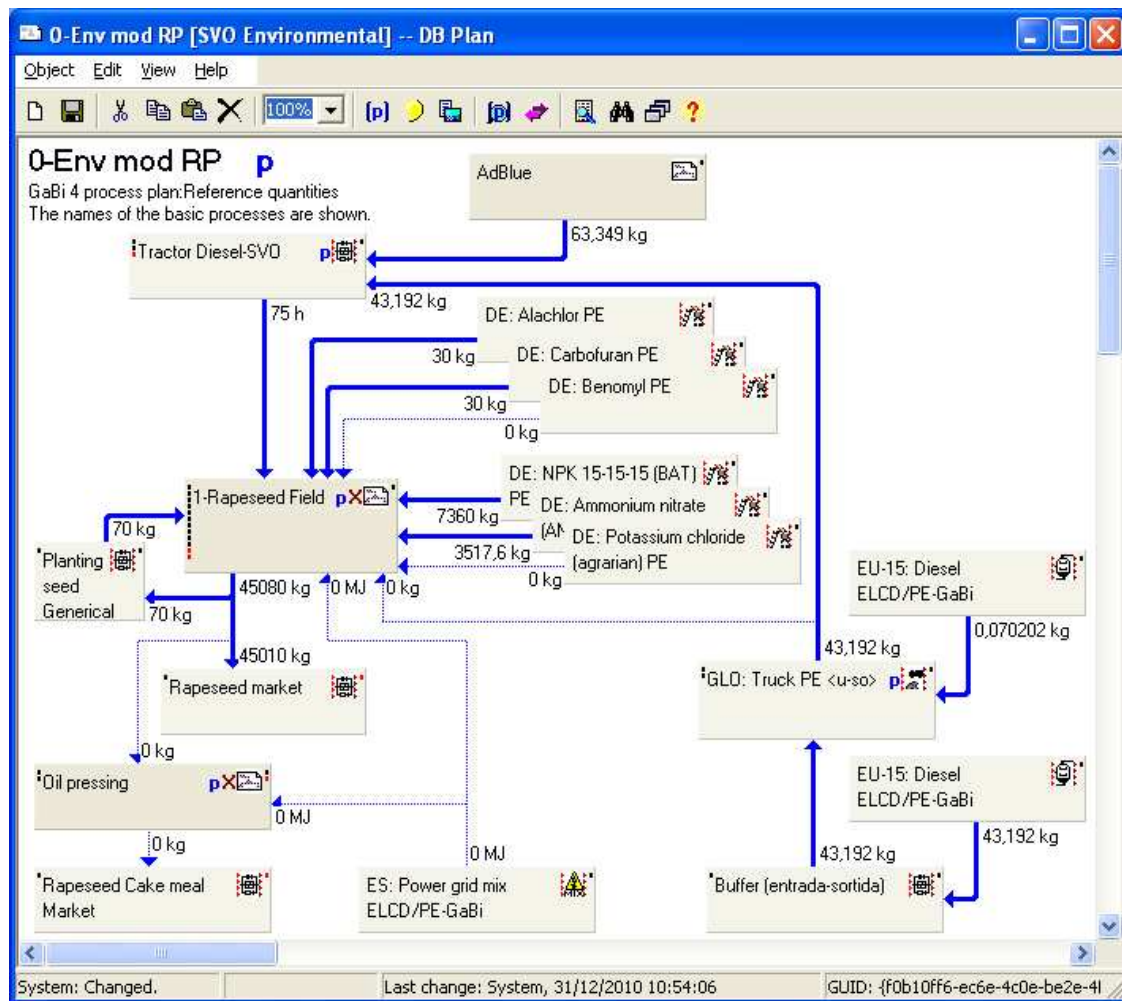 0-Env mod RP [SVO Environmental] -- DB Plan
Object Edit View Help
100%
(p)
0-Env mod RP p
GaBi 4 process plan:Reference quantities
The names of the basic processes are shown.
AdBlue
63,349 kg
Tractor Diesel-SVO p
43,192 kg
75 h
DE: Alachlor PE
30 kg
DE: Carbofuran PE
30 kg
DE: Benomyl PE
0 kg
1-Rapeseed Field p
DE: NPK 15-15-15 (BAT)
PE
7360 kg
DE: Ammonium nitrate
(AN
3517,6 kg
DE: Potassium chloride
(agrarian) PE
0 kg
70 kg
Planting
seed
Generical
70 kg
45080 kg
0 MJ
0 kg
EU-15: Diesel
ELCD/PE-GaBi
0,070202 kg
45010 kg
43,192 kg
Rapeseed market
GLO: Truck PE <u-so> p
0 kg
Oil pressing p
0 MJ
EU-15: Diesel
ELCD/PE-GaBi
43,192 kg
0 kg
0 MJ
43,192 kg
Rapeseed Cake meal
Market
ES: Power grid mix
ELCD/PE-GaBi
Buffer (entrada-sortida)
System: Changed.
Last change: System, 31/12/2010 10:54:06
GUID: {f0b10ff6-ec6e-4c0e-be2e-4